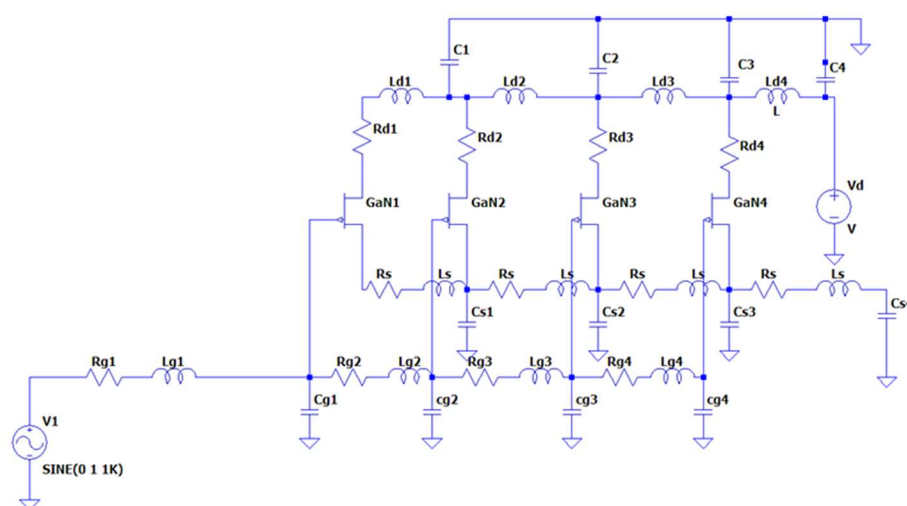 C1
C2
C3
C4
Ld1
Ld2
Ld3
Ld4
L
Rd1
Rd2
Rd3
Rd4
GaN1
GaN2
GaN3
GaN4
Vd
V
Rs
Ls
Rs
Ls
Rs
Ls
Rs
Ls
Cs1
Cs2
Cs3
Rg1
Lg1
Rg2
Lg2
Rg3
Lg3
Rg4
Lg4
Cg1
cg2
cg3
cg4
V1
SINE(0 1 1K)